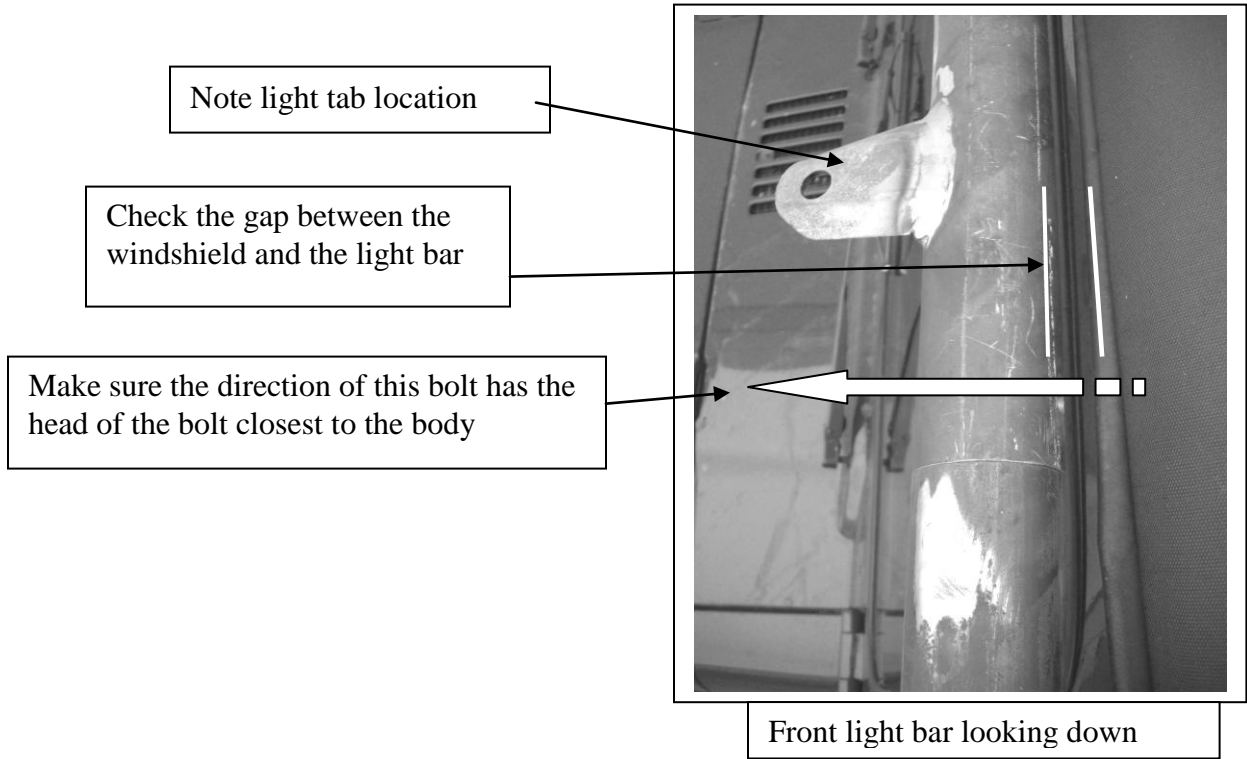 Note light tab location
Check the gap between the
windshield and the light bar
Make sure the direction of this bolt has the
head of the bolt closest to the body
Front light bar looking down